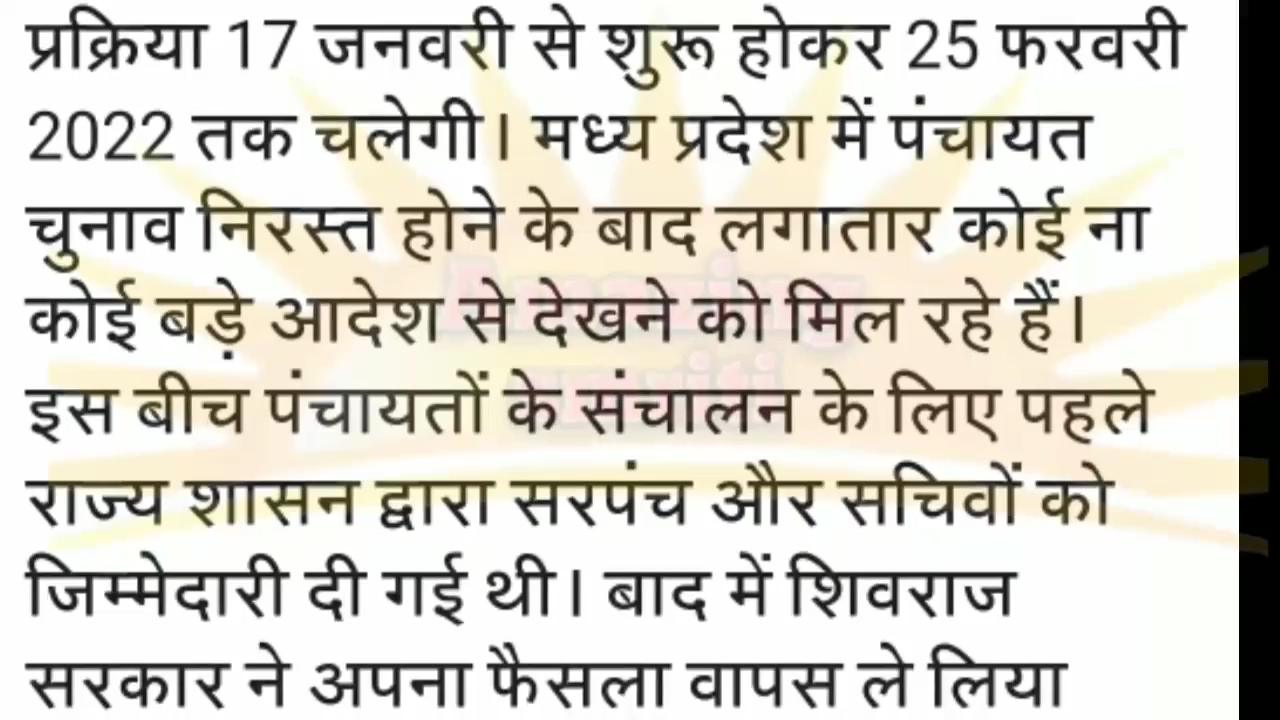 प्रक्रिया 17 जनवरी से शुरू होकर 25 फरवरी
2022 तक चलेगी। मध्य प्रदेश में पंचायत
चुनाव निरस्त होने के बाद लगातार कोई ना
कोई बड़े आदेश से देखने को मिल रहे हैं।
इस बीच पंचायतों के संचालन के लिए पहले
राज्य शासन द्वारा सरपंच और सचिवों को
जिम्मेदारी दी गई थी। बाद में शिवराज
सरकार ने अपना फैसला वापस ले लिया